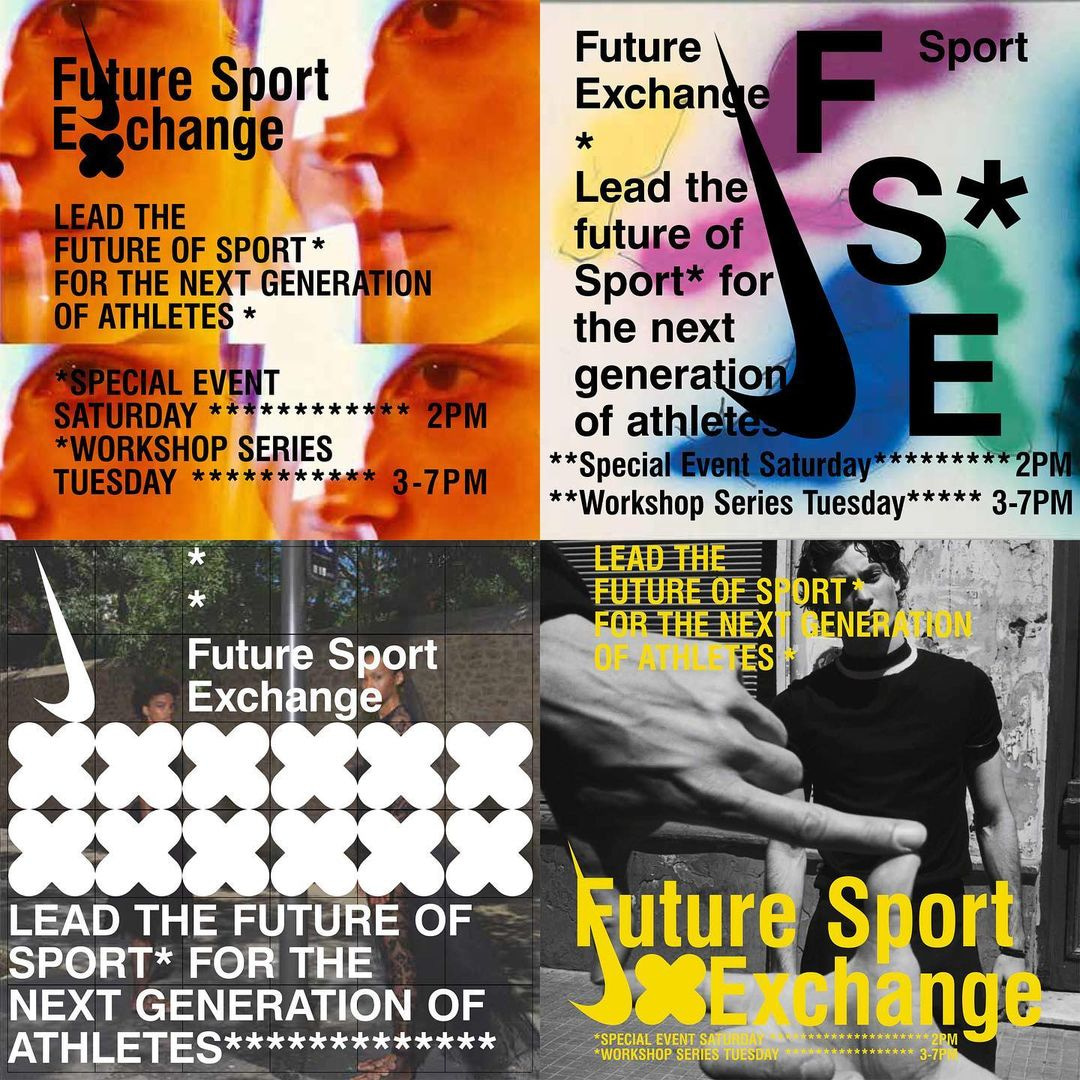 Future Sport
Exchange
LEAD THE
FUTURE OF SPORT*
FOR THE NEXT GENERATION
OF ATHLETES *
*SPECIAL EVENT
SATURDAY ************ 2PM
*WORKSHOP SERIES
TUESDAY *********** 3-7PM
Future
Exchange
*
Lead the
future of
Sport* for
the next
generation
of athletes
F
Sport
S*
E
**Special Event Saturday*********2PM
**Workshop Series Tuesday***** 3-7PM
*
*
Future Sport
Exchange
LEAD THE FUTURE OF
SPORT* FOR THE
NEXT GENERATION OF
ATHLETES*************
LEAD THE
FUTURE OF SPORT*
FOR THE NEXT GENERATION
OF ATHLETES *
Future Sport
Exchange
*SPECIAL EVENT SATURDAY ******************** 2PM
*WORKSHOP SERIES TUESDAY ****************** 3-7PM